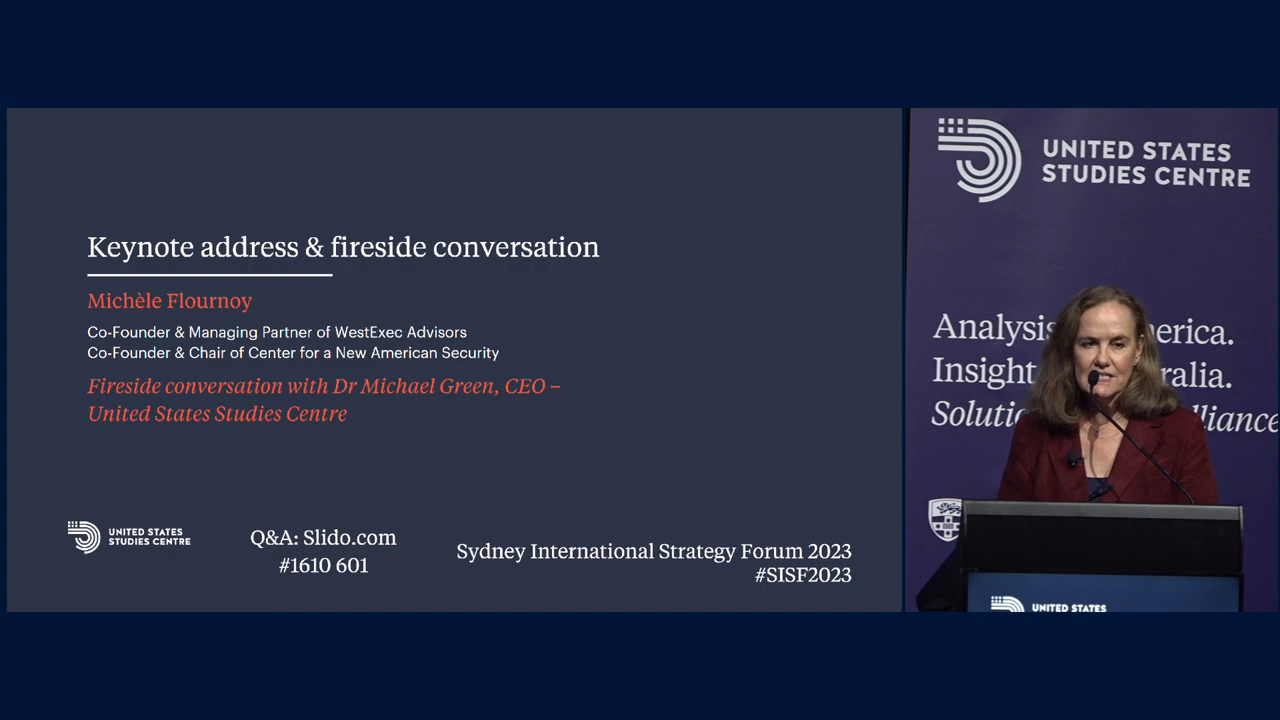 Keynote address & fireside conversation
Michèle Flournoy
Co-Founder & Managing Partner of WestExec Advisors
Co-Founder & Chair of Center for a New American Security
Fireside conversation with Dr Michael Green, CEO –
United States Studies Centre
UNITED STATES
STUDIES CENTRE
Q&A: Slido.com
#1610 601
Sydney International Strategy Forum 2023
#SISF2023
UNITED STATES
STUDIES CENTRE
Analysis erica.
Insight ralia.
Solutio lliance
UNITED STATES